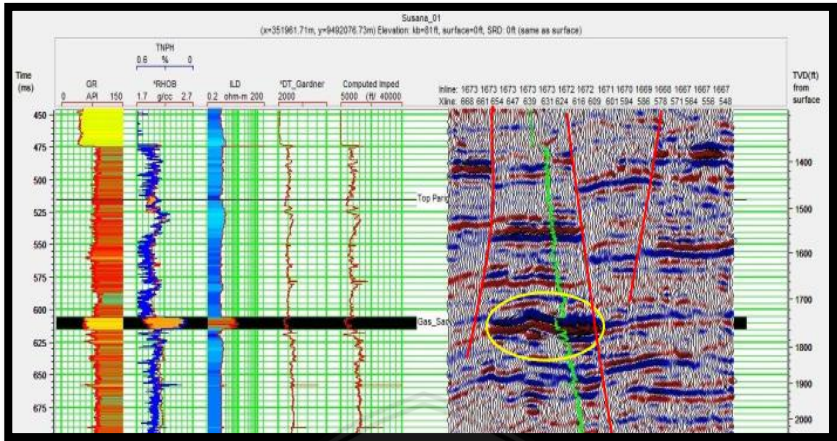 Susana_01
(x=351961.71m, y=9492076.73m) Elevation: kb=81ft, surface=0ft, SRD: 0ft (same as surface)
TNPH
0.6 % 0
Time
(ms)
GR
0 API 150
*RHOB
1.7 g/cc 2.7
ILD
0.2 ohm-m 200
*DT_Gardner
2000
Computed Imped
5000 (ft/ 40000
Inline: 1673 1673 1673 1673 1673 1672 1672 1671 1670 1669 1668 1667 1667 1667
Xline: 668 661 654 647 639 631 624 616 609 601 594 586 578 571 564 556 548
TVD(ft)
from
surface
450
475
500
525
550
575
600
625
650
675
Top Parig
Gas_Sa
1400
1500
1600
1700
1800
1900
2000